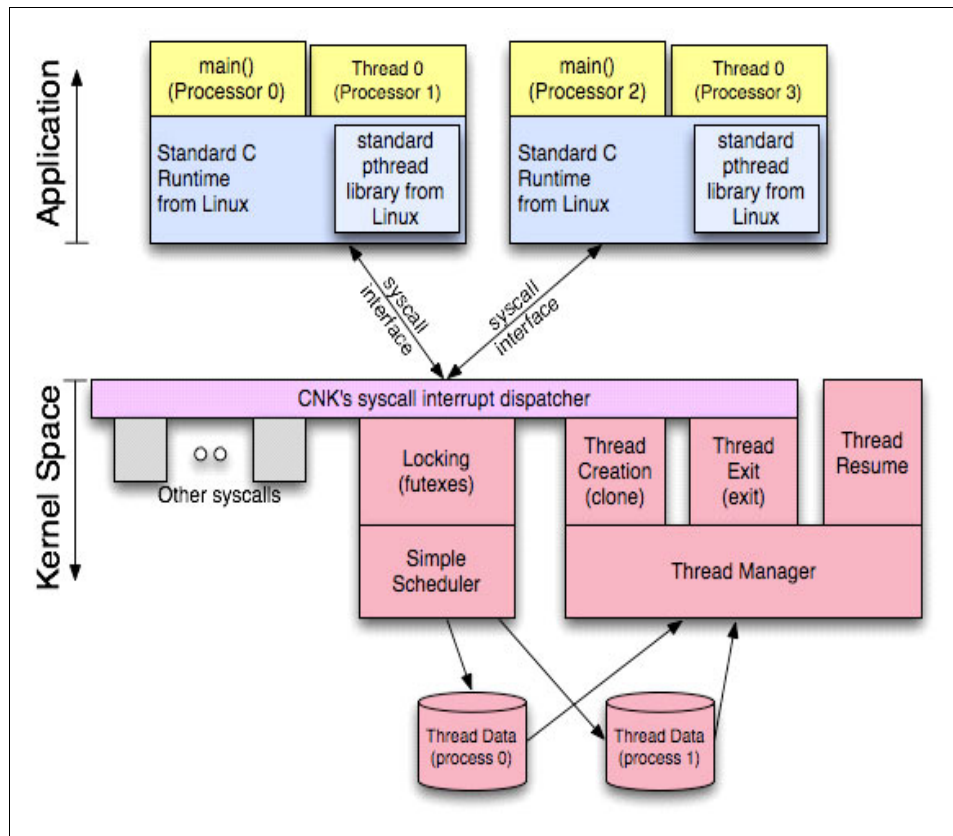 Application
main()
(Processor 0)
Thread 0
(Processor 1)
Standard C
Runtime
from Linux
standard
pthread
library from
Linux
main()
(Processor 2)
Thread 0
(Processor 3)
Standard C
Runtime
from Linux
standard
pthread
library from
Linux
syscall
interface
syscall
interface
Kernel Space
CNK's syscall interrupt dispatcher
Other syscalls
Locking
(futexes)
Simple
Scheduler
Thread
Creation
(clone)
Thread
Exit
(exit)
Thread
Resume
Thread Manager
Thread Data
(process 0)
Thread Data
(process 1)